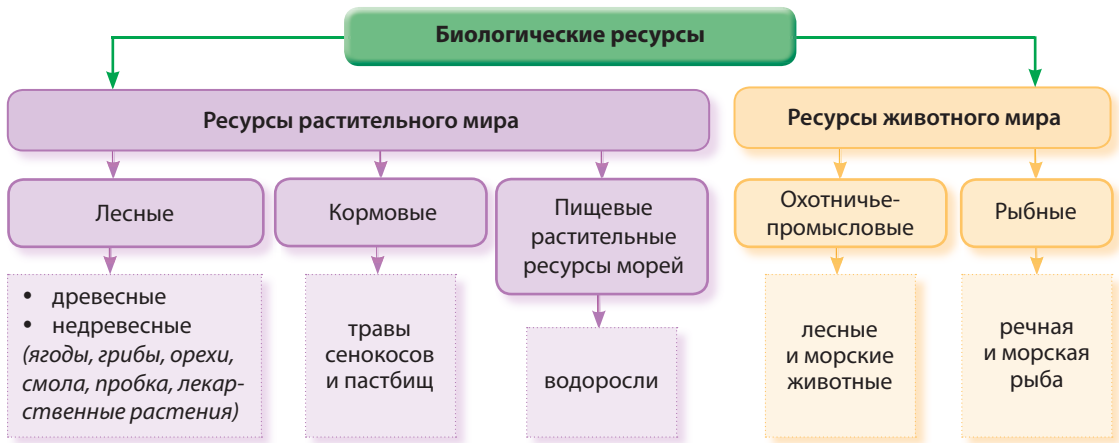 Биологические ресурсы
Ресурсы растительного мира
Ресурсы животного мира
Лесные
Кормовые
Пищевые
растительные
ресурсы морей
Охотничье-
промысловые
Рыбные
• древесные
• недревесные
(ягоды, грибы, орехи,
смола, пробка, лекар-
ственные растения)
травы
сенокосов
и пастбищ
водоросли
лесные
и морские
животные
речная
и морская
рыба